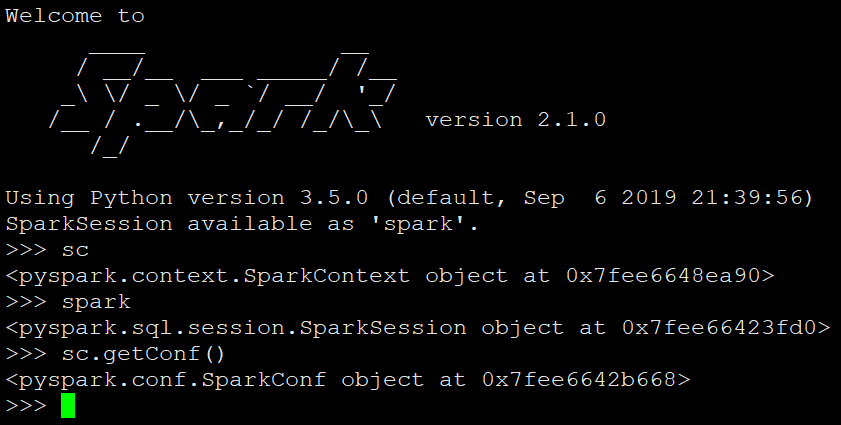 Welcome to
      ____              __
     / __/__  ___ _____/ /__
    _\ \/ _ \/ _ `/ __/  '_/
   /__ / .__/\_,_/_/ /_/\_\   version 2.1.0
      /_/
Using Python version 3.5.0 (default, Sep  6 2019 21:39:56)
SparkSession available as 'spark'.
>>> sc
<pyspark.context.SparkContext object at 0x7fee6648ea90>
>>> spark
<pyspark.sql.session.SparkSession object at 0x7fee66423fd0>
>>> sc.getConf()
<pyspark.conf.SparkConf object at 0x7fee6642b668>
>>>